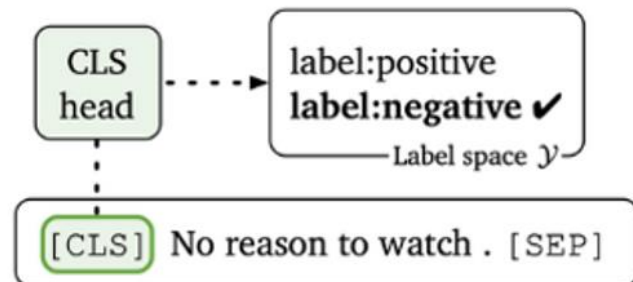 CLS
head
label:positive
label:negative ✔
Label space 𝒴
[CLS] No reason to watch . [SEP]